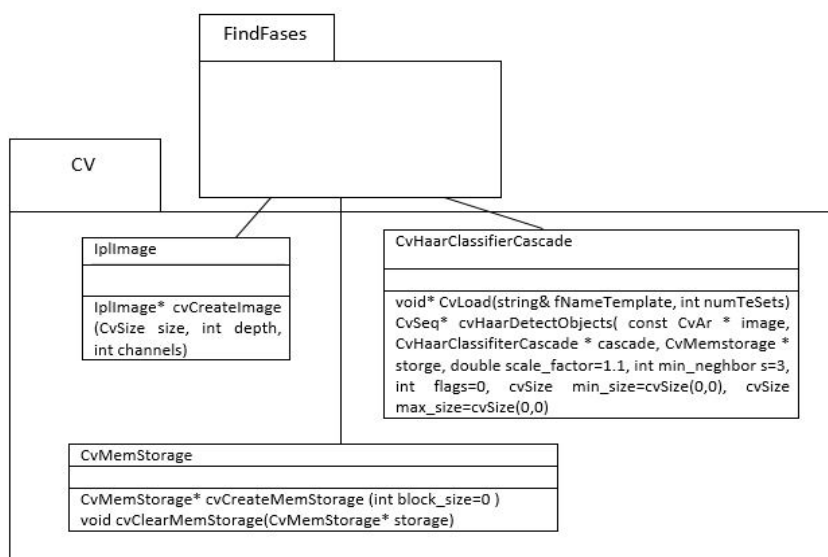 FindFases
CV
IplImage
IplImage* cvCreateImage
(CvSize size, int depth,
int channels)
CvHaarClassifierCascade
void* CvLoad(string& fNameTemplate, int numTeSets)
CvSeq* cvHaarDetectObjects( const CvAr * image,
CvHaarClassifiterCascade * cascade, CvMemstorage *
storge, double scale_factor=1.1, int min_neghbor s=3,
int flags=0, cvSize min_size=cvSize(0,0), cvSize
max_size=cvSize(0,0)
CvMemStorage
CvMemStorage* cvCreateMemStorage (int block_size=0 )
void cvClearMemStorage(CvMemStorage* storage)